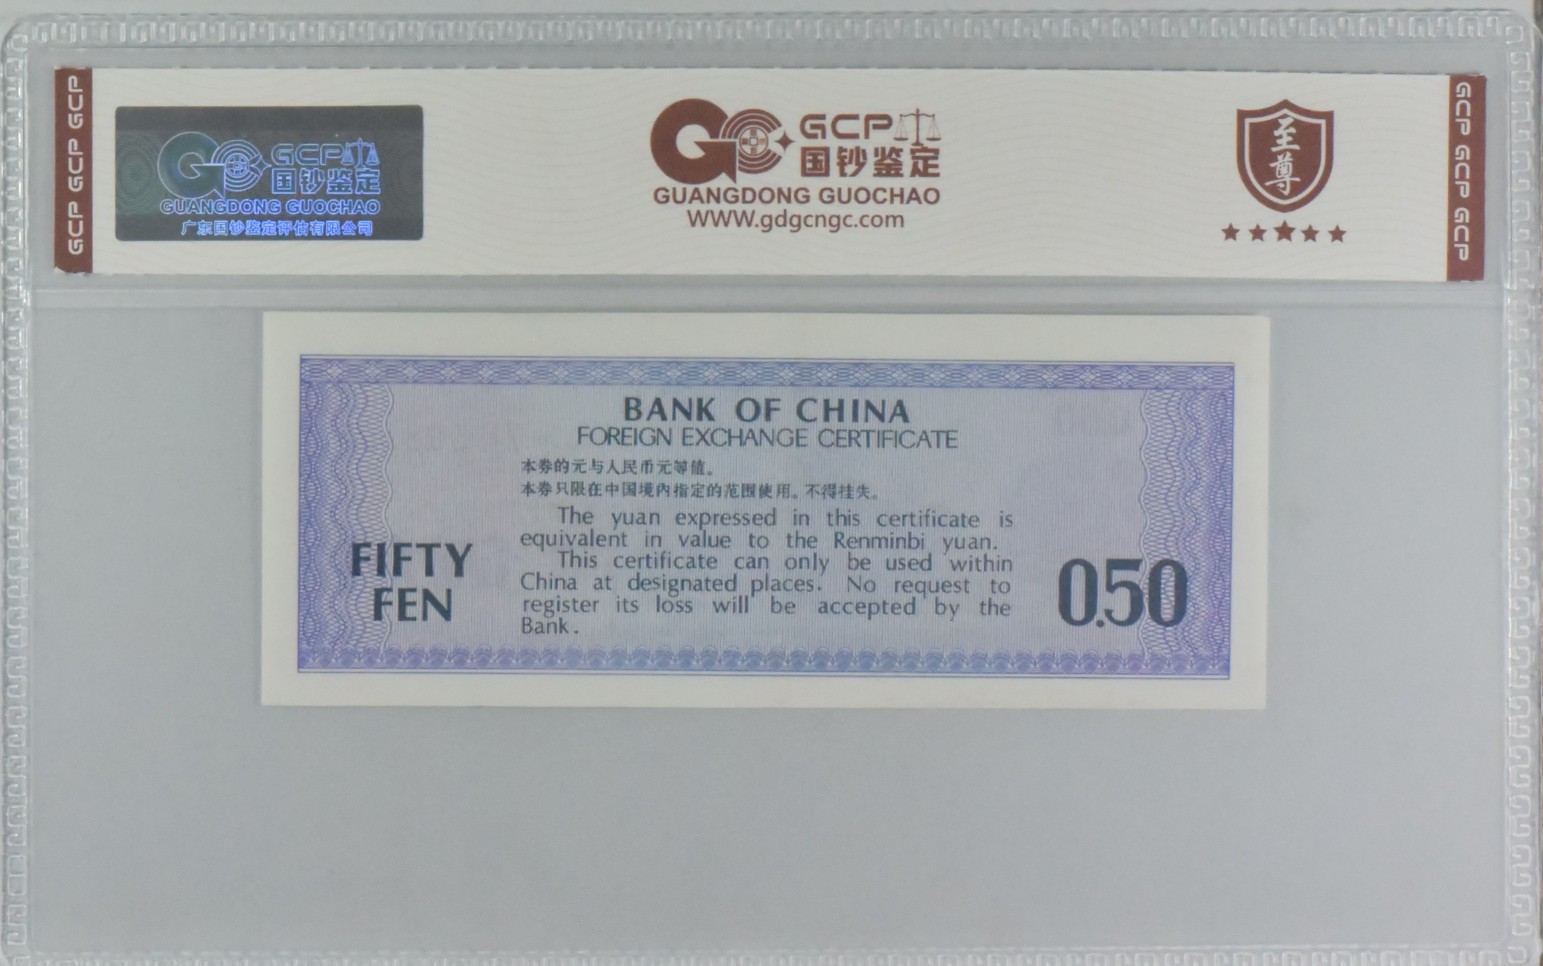 GCP GCP GCP
GCP
国钞鉴定
GUANGDONG GUOCHAO
广东国钞鉴定评估有限公司
GCP
国钞鉴定
GUANGDONG GUOCHAO
WWW.gdgcngc.com
至尊
GCP GCP GCP
BANK OF CHINA
FOREIGN EXCHANGE CERTIFICATE
本券的元与人民币元等值。
本券只限在中国境内指定的范围使用。不得挂失。
The yuan expressed in this certificate is
equivalent in value to the Renminbi yuan.
This certificate can only be used within
China at designated places. No request to
register its loss will be accepted by the
Bank.
FIFTY
FEN
0.50